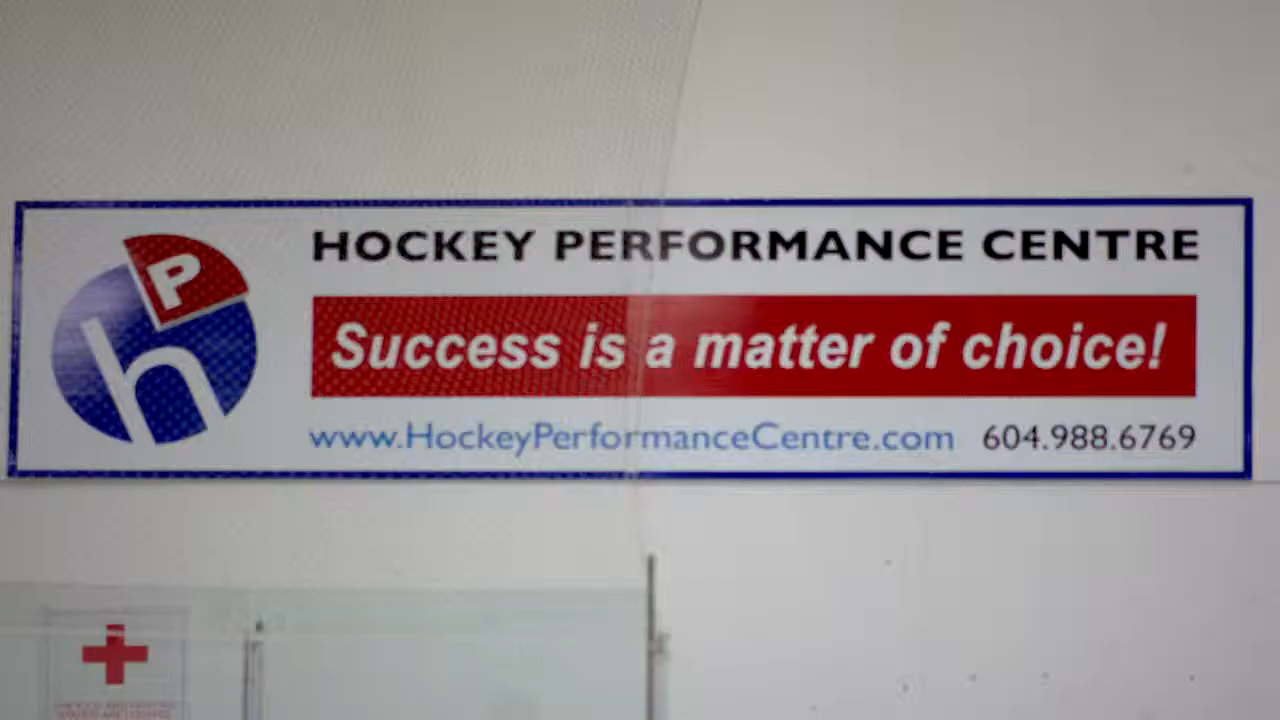 P
h
HOCKEY PERFORMANCE CENTRE
Success is a matter of choice!
www.HockeyPerformanceCentre.com 604.988.6769